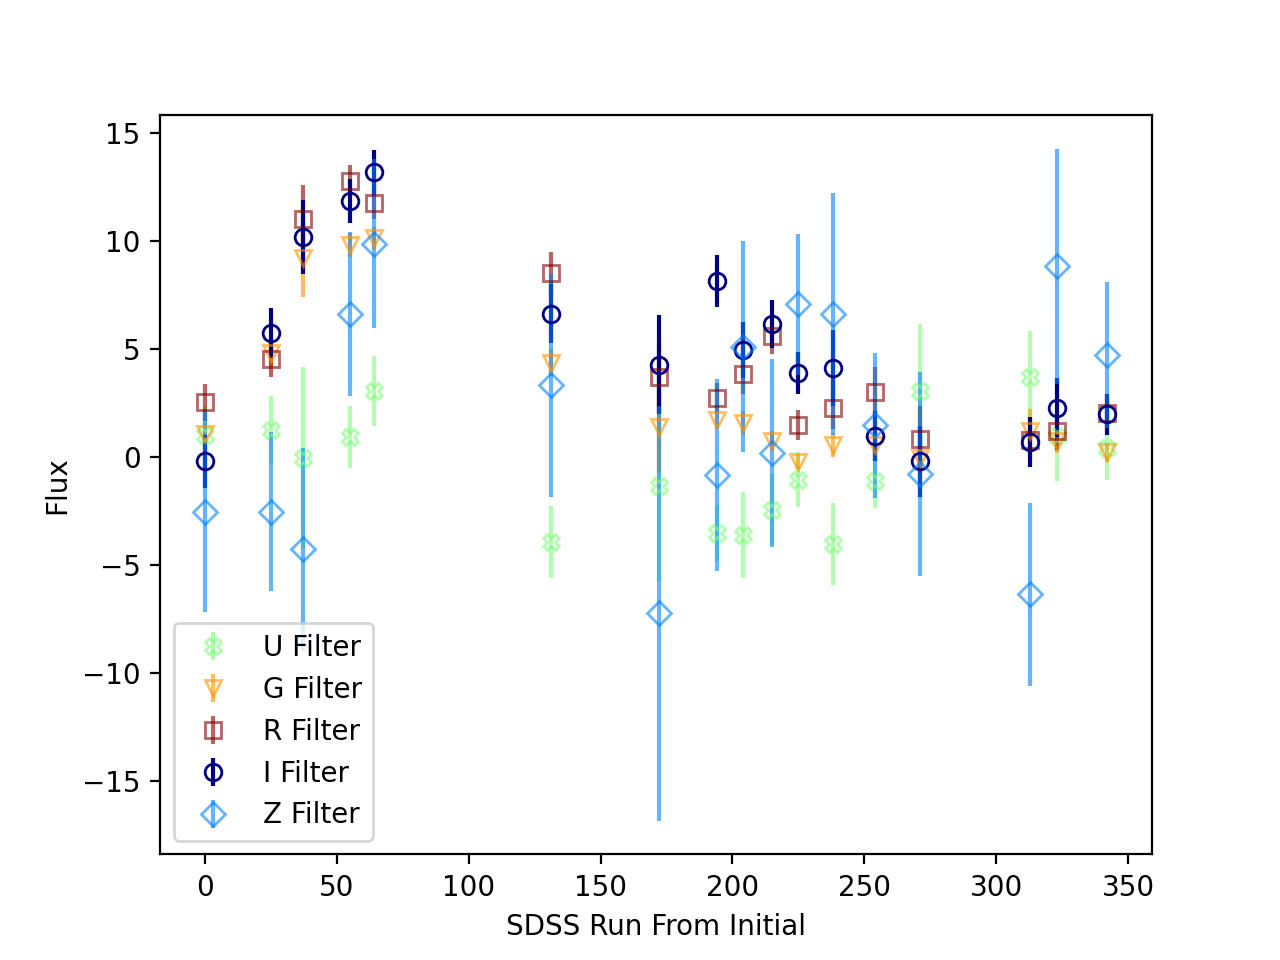 15
10
5
0
−5
−10
−15
Flux
U Filter
G Filter
R Filter
I Filter
Z Filter
0 50 100 150 200 250 300 350
SDSS Run From Initial